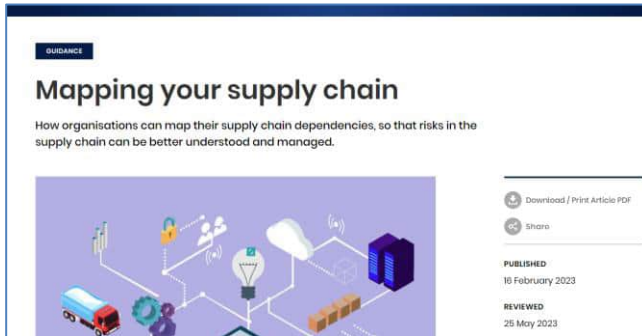 GUIDANCE
Mapping your supply chain
How organisations can map their supply chain dependencies, so that risks in the
supply chain can be better understood and managed.
Download / Print Article PDF
Share
PUBLISHED
16 February 2023
REVIEWED
25 May 2023